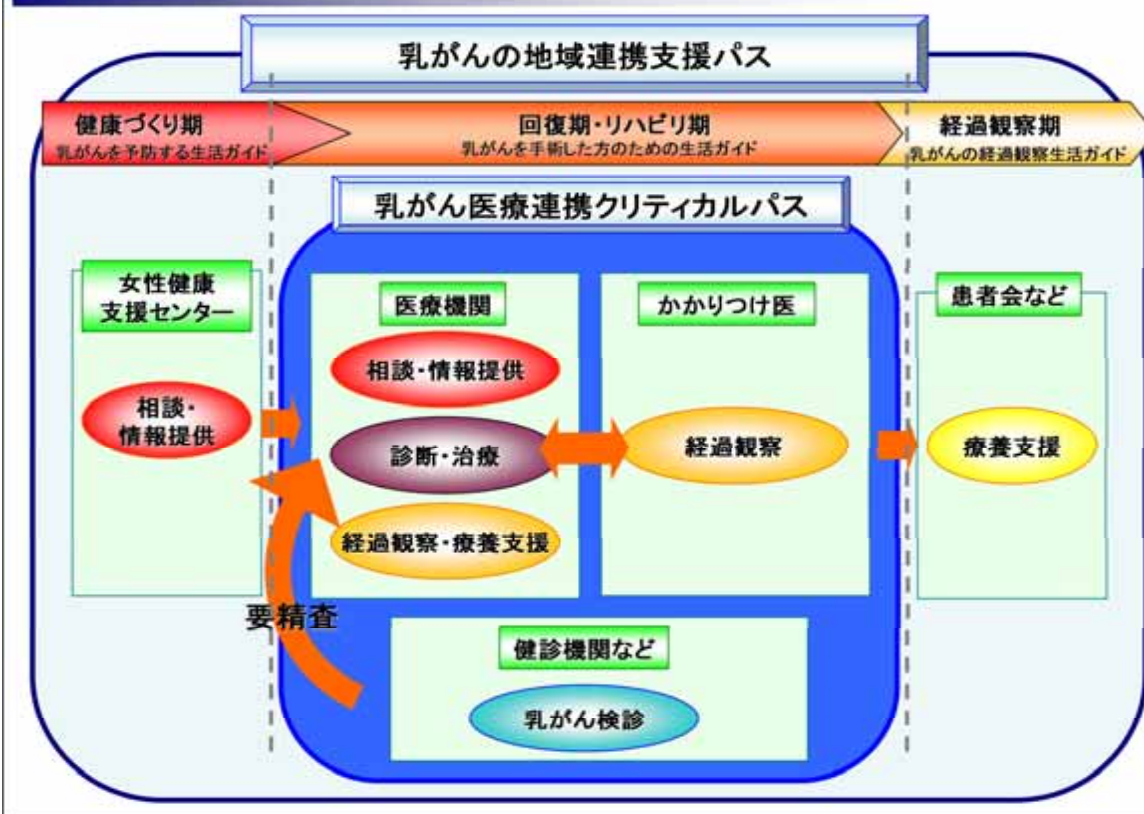 乳がんの地域連携支援パス
健康づくり期
乳がんを予防する生活ガイド
回復期・リハビリ期
乳がんを手術した方のための生活ガイド
経過観察期
乳がんの経過観察生活ガイド
乳がん医療連携クリティカルパス
女性健康
支援センター
相談・
情報提供
医療機関
相談・情報提供
診断・治療
経過観察・療養支援
かかりつけ医
経過観察
患者会など
療養支援
要精査
健診機関など
乳がん検診